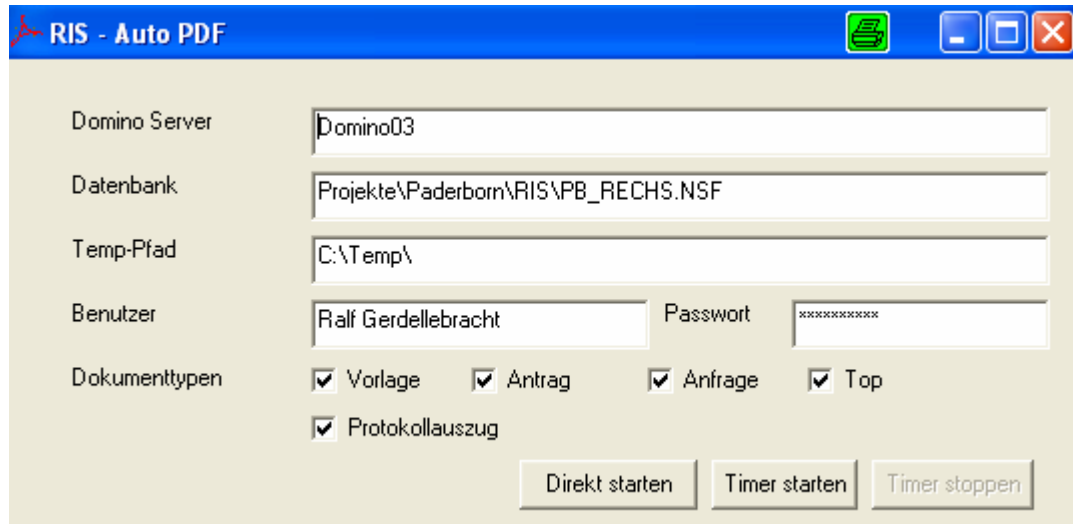 RIS - Auto PDF
Domino Server Domino03
Datenbank Projekte\Paderborn\RIS\PB_RECHS.NSF
Temp-Pfad C:\Temp\
Benutzer Ralf Gerdellebracht Passwort **********
Dokumenttypen Vorlage Antrag Anfrage Top
Protokollauszug
Direkt starten Timer starten Timer stoppen